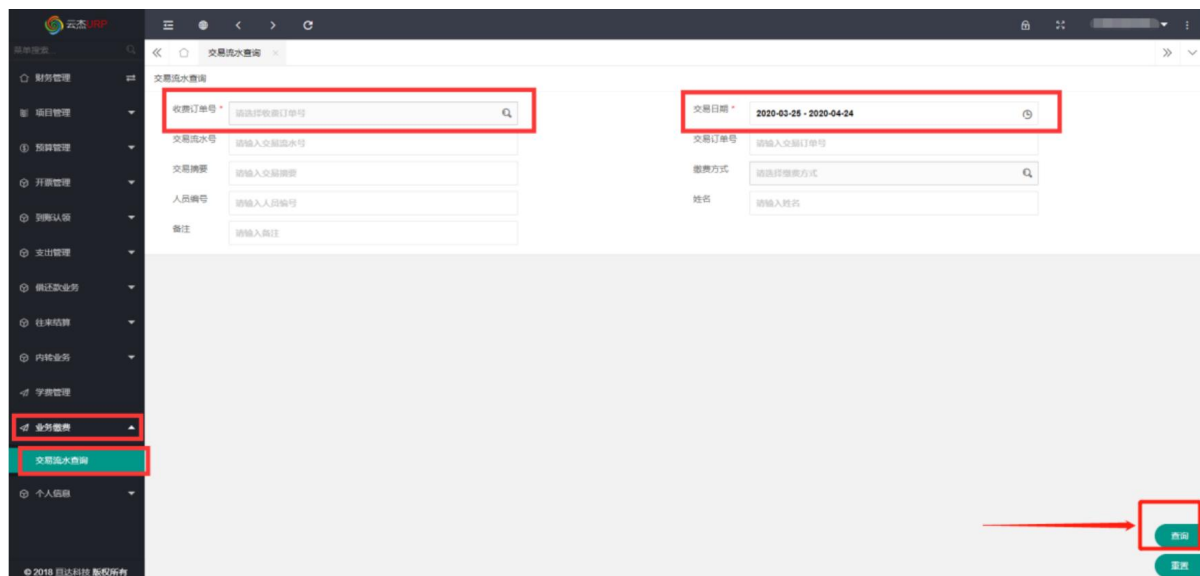 云杰URP
菜单搜索...
交易流水查询
财务管理
项目管理
预算管理
开票管理
到账认领
支出管理
借还款业务
往来结算
内转业务
学费管理
业务缴费
交易流水查询
个人信息
© 2018 巨达科技 版权所有
交易流水查询
收费订单号 * 请选择收费订单号
交易日期 * 2020-03-25 - 2020-04-24
交易流水号 请输入交易流水号
交易订单号 请输入交易订单号
交易摘要 请输入交易摘要
缴费方式 请选择缴费方式
人员编号 请输入人员编号
姓名 请输入姓名
备注 请输入备注
查询
重置